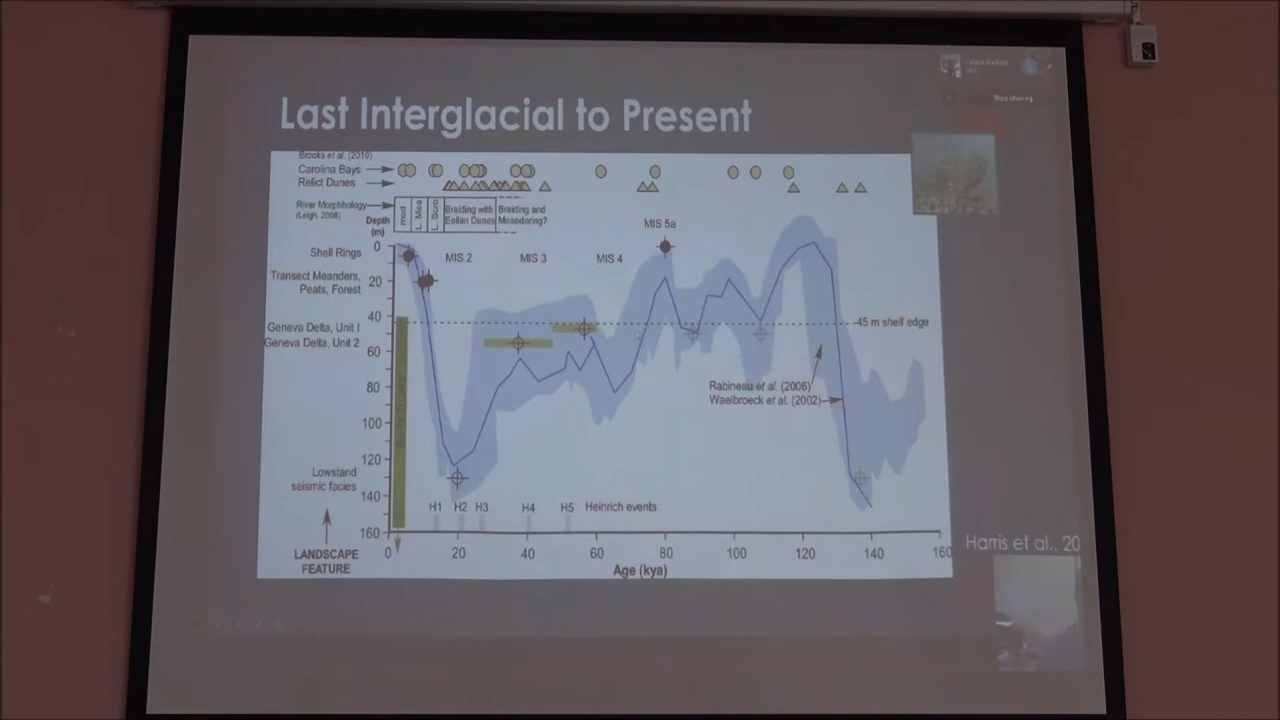 Stop sharing
Last Interglacial to Present
Brooks et al. (2010)
Carolina Bays
Relict Dunes
River Morphhology
(Leigh, 2008)
mod
L. Mea
L. Scro
Braiding with
Eolian Dunes
Braiding and
Meandering?
Depth
(m)
MIS 5a
Shell Rings
MIS 2
MIS 3
MIS 4
Transect Meanders,
Peats, Forest
Geneva Delta, Unit I
Geneva Delta, Unit 2
-45 m shelf edge
Rabineau et al. (2006)
Waelbroeck et al. (2002)
Lowstand
seismic facies
LANDSCAPE
FEATURE
0
20
40
60
80
100
120
140
160
H1
H2
H3
H4
H5
Heinrich events
0
20
40
60
80
100
120
140
160
Age (kya)
Harris et al., 20